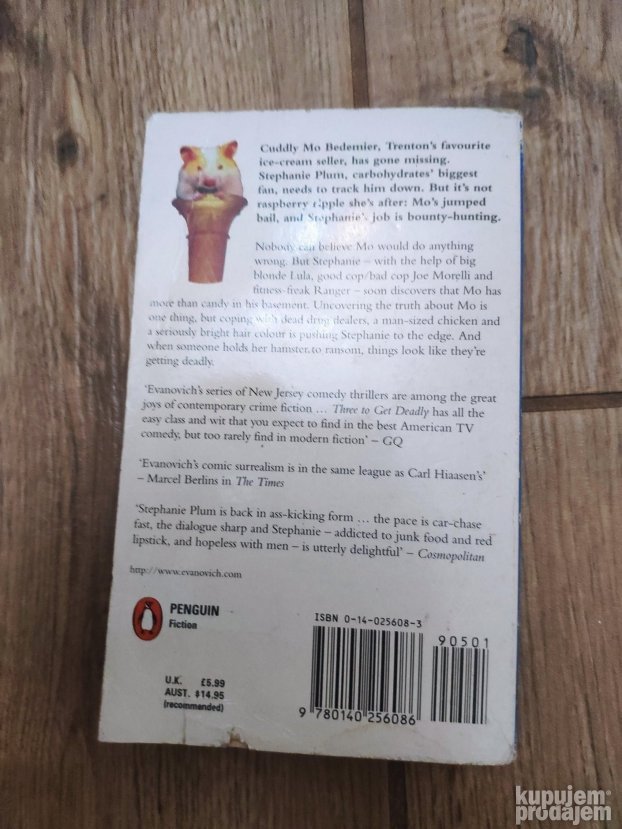 Cuddly Mo Bedemier, Trenton's favourite
ice-cream seller, has gone missing.
Stephanie Plum, carbohydrates' biggest
fan, needs to track him down. But it's not
raspberry ripple she's after: Mo's jumped
bail, and Stephanie's job is bounty-hunting.
Nobody can believe Mo would do anything
wrong. But Stephanie – with the help of big
blonde Lula, good cop/bad cop Joe Morelli and
fitness-freak Ranger – soon discovers that Mo has
more than candy in his basement. Uncovering the truth about Mo is
one thing, but coping with dead drug dealers, a man-sized chicken and
a seriously bright hair colour is pushing Stephanie to the edge. And
when someone holds her hamster to ransom, things look like they're
getting deadly.
'Evanovich's series of New Jersey comedy thrillers are among the great
joys of contemporary crime fiction … Three to Get Deadly has all the
easy class and wit that you expect to find in the best American TV
comedy, but too rarely find in modern fiction' – GQ
'Evanovich's comic surrealism is in the same league as Carl Hiaasen's'
– Marcel Berlins in The Times
'Stephanie Plum is back in ass-kicking form … the pace is car-chase
fast, the dialogue sharp and Stephanie – addicted to junk food and red
lipstick, and hopeless with men – is utterly delightful' – Cosmopolitan
http://www.evanovich.com
PENGUIN
Fiction
U.K. £5.99
AUST. $14.95
(recommended)
ISBN 0-14-025608-3
90501
9 780140 256086
kupujem
prodajem